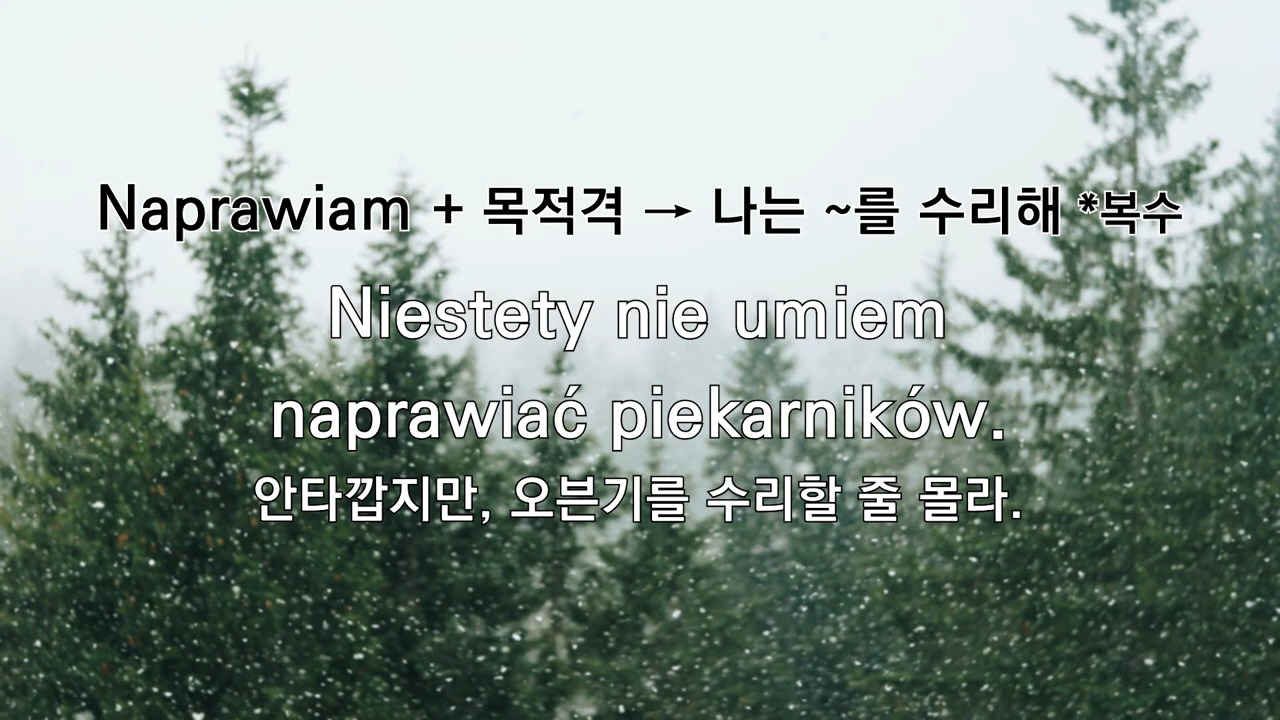 Naprawiam + 목적격 → 나는 ~를 수리해 *복수
Niestety nie umiem
naprawiać piekarników.
안타깝지만, 오븐기를 수리할 줄 몰라.